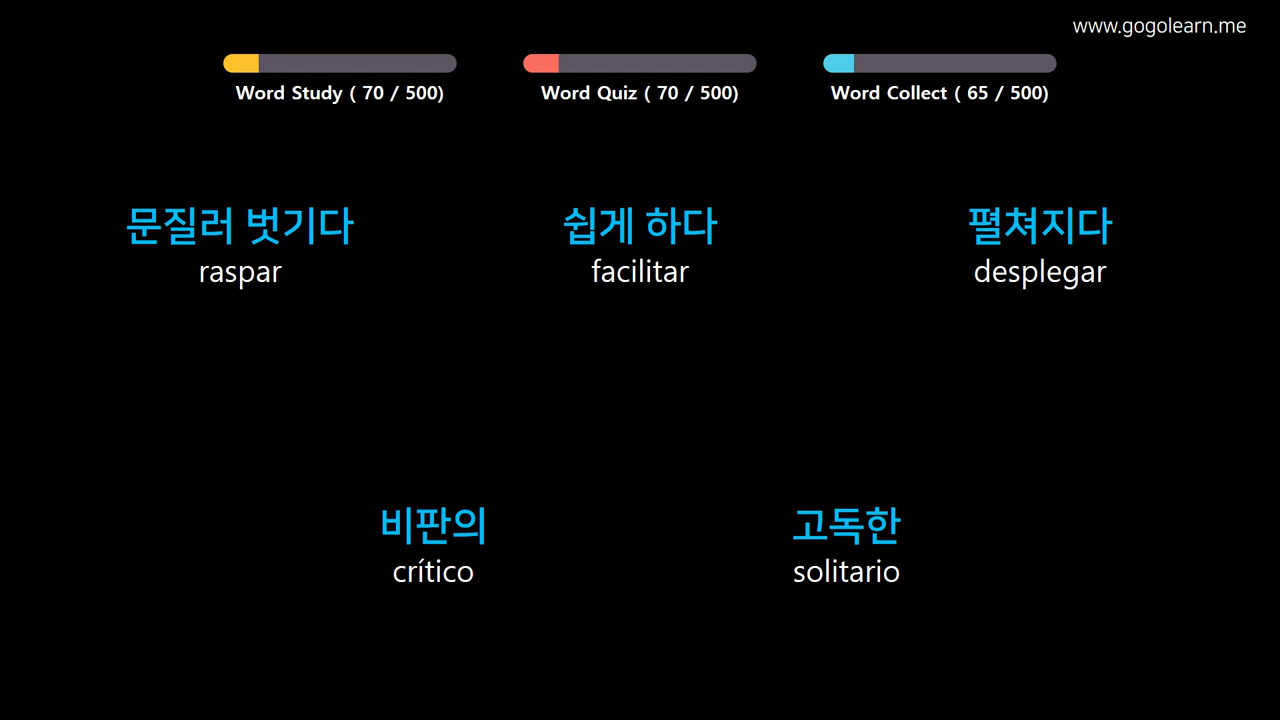 www.gogolearn.me
Word Study ( 70 / 500)
Word Quiz ( 70 / 500)
Word Collect ( 65 / 500)
문질러 벗기다
raspar
쉽게 하다
facilitar
펼쳐지다
desplegar
비판의
crítico
고독한
solitario